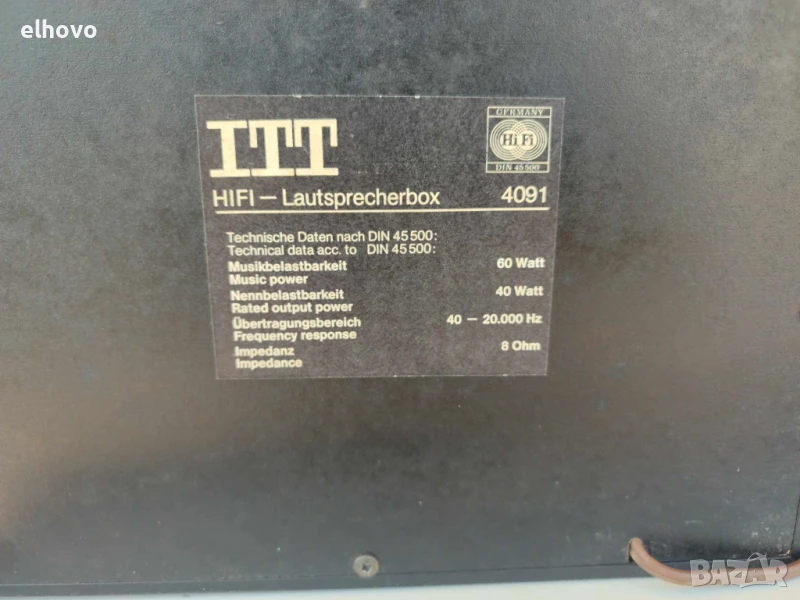 elhovo
ITT
GERMANY
Hi Fi
DIN 45500
HIFI – Lautsprecherbox 4091
Technische Daten nach DIN 45 500:
Technical data acc. to DIN 45 500:
Musikbelastbarkeit 60 Watt
Music power
Nennbelastbarkeit 40 Watt
Rated output power
Übertragungsbereich 40 – 20.000 Hz
Frequency response
Impedanz 8 Ohm
Impedance
BAZAR